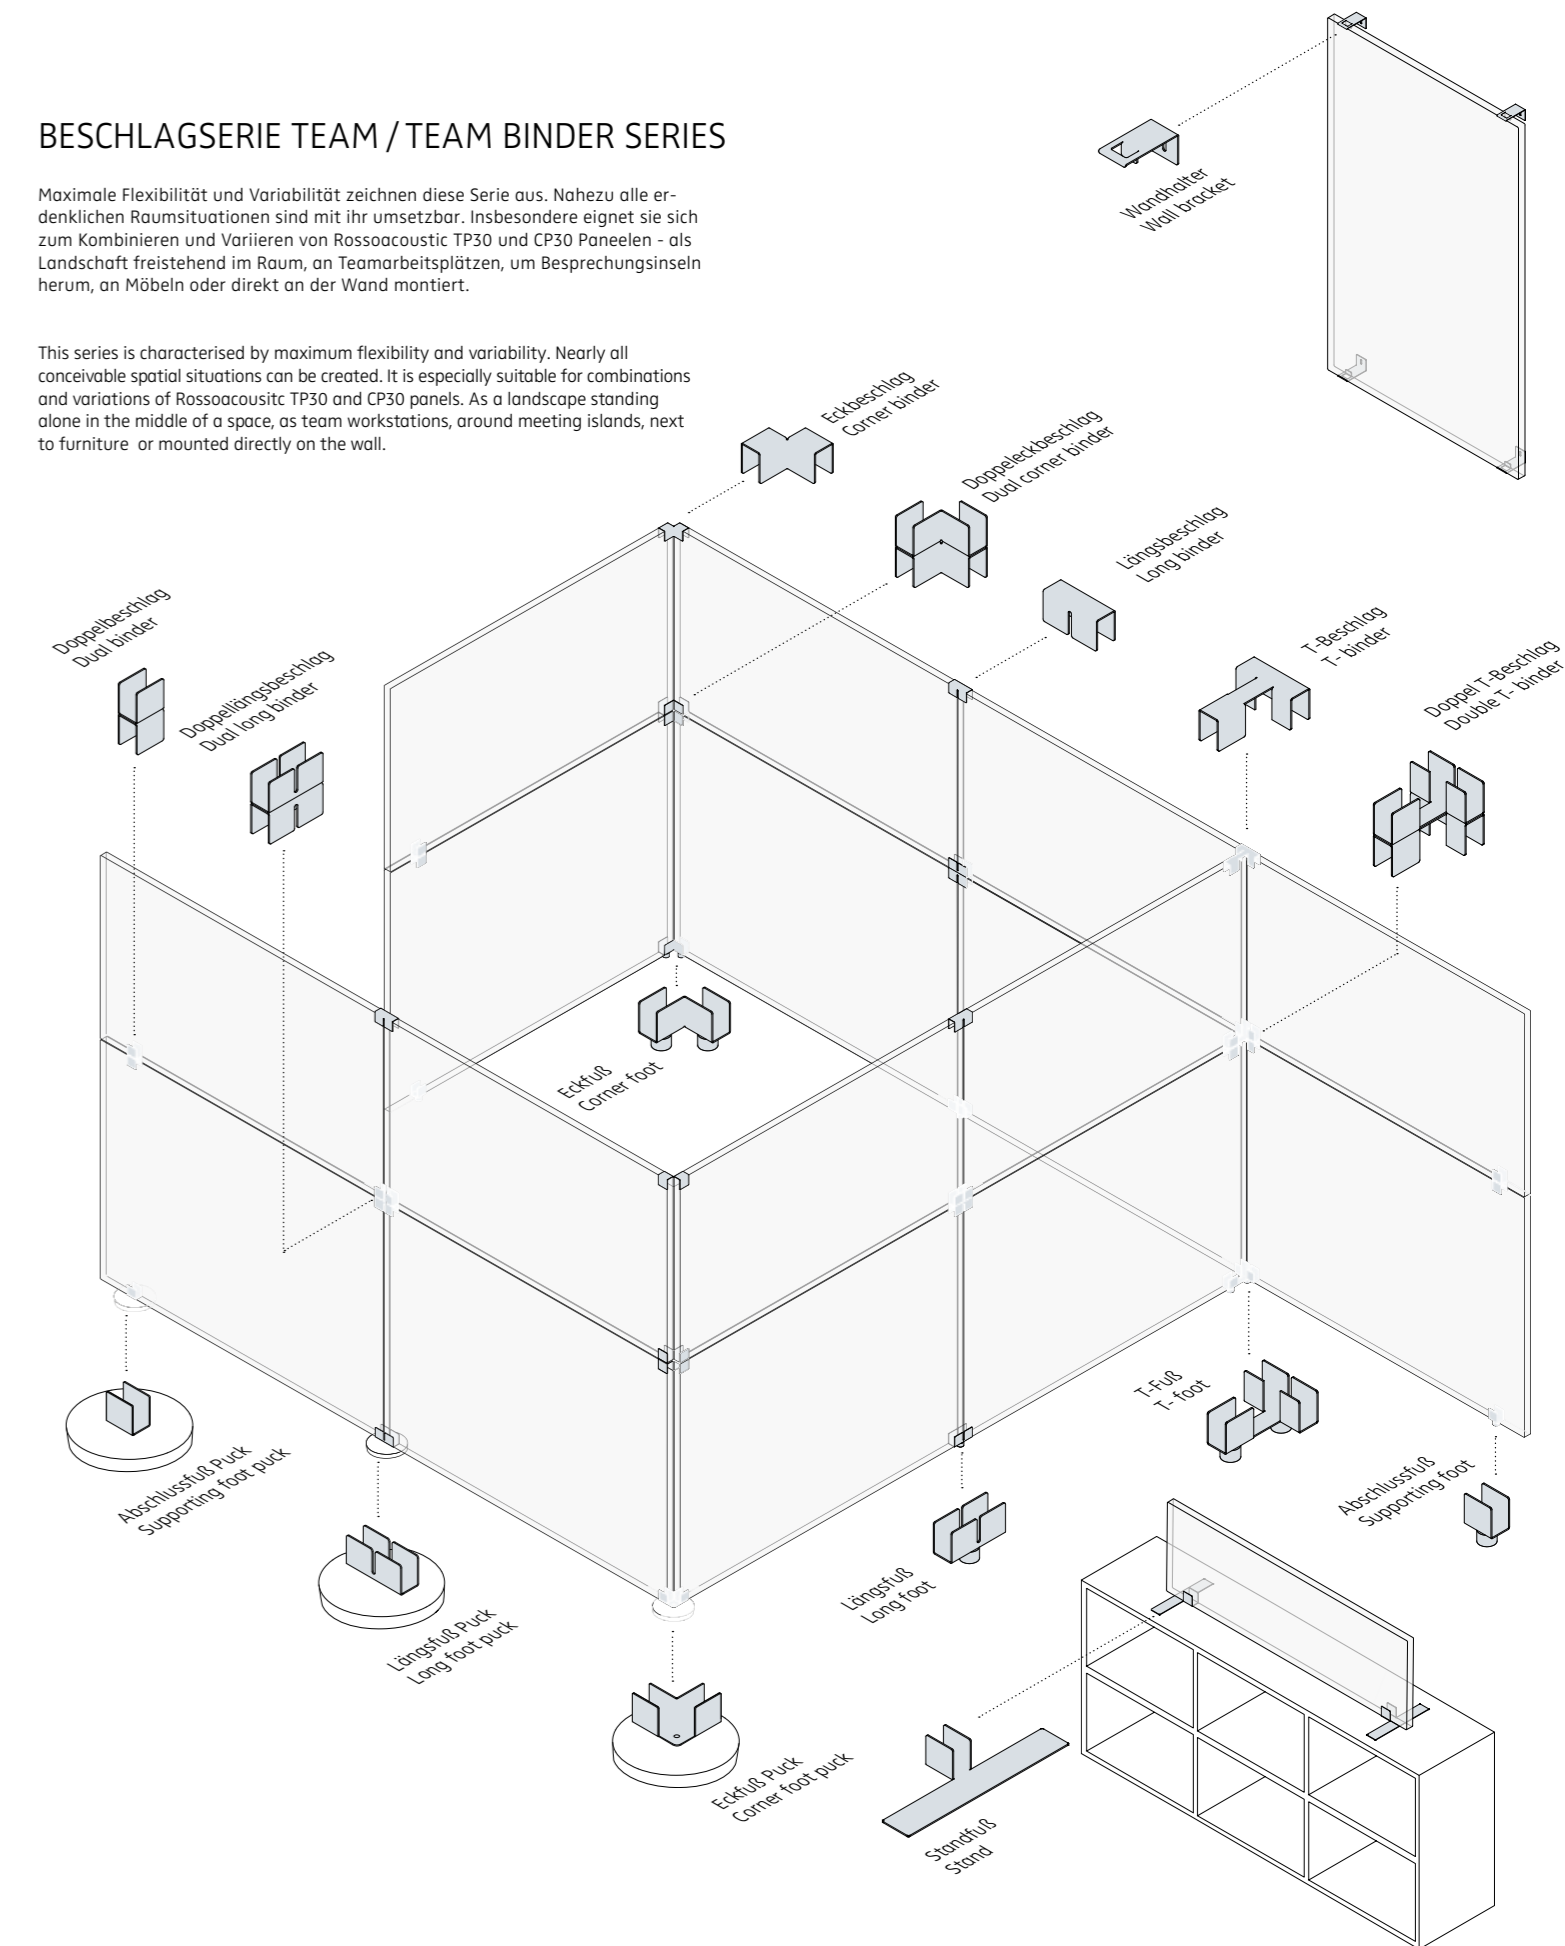 BESCHLAGSERIE TEAM / TEAM BINDER SERIES
Maximale Flexibilität und Variabilität zeichnen diese Serie aus. Nahezu alle er-
denklichen Raumsituationen sind mit ihr umsetzbar. Insbesondere eignet sie sich
zum Kombinieren und Variieren von Rossoacoustic TP30 und CP30 Paneelen - als
Landschaft freistehend im Raum, an Teamarbeitsplätzen, um Besprechungsinseln
herum, an Möbeln oder direkt an der Wand montiert.
This series is characterised by maximum flexibility and variability. Nearly all
conceivable spatial situations can be created. It is especially suitable for combinations
and variations of Rossoacousitc TP30 and CP30 panels. As a landscape standing
alone in the middle of a space, as team workstations, around meeting islands, next
to furniture or mounted directly on the wall.
Wandhalter
Wall bracket
Eckbeschlag
Corner binder
Doppeleckbeschlag
Dual corner binder
Längsbeschlag
Long binder
T-Beschlag
T- binder
Doppel T-Beschlag
Double T- binder
Doppelbeschlag
Dual binder
Doppellängsbeschlag
Dual long binder
Eckfuß
Corner foot
T-Fuß
T- foot
Abschlussfuß
Supporting foot
Abschlussfuß Puck
Supporting foot puck
Längsfuß
Long foot
Längsfuß Puck
Long foot puck
Eckfuß Puck
Corner foot puck
Standfuß
Stand